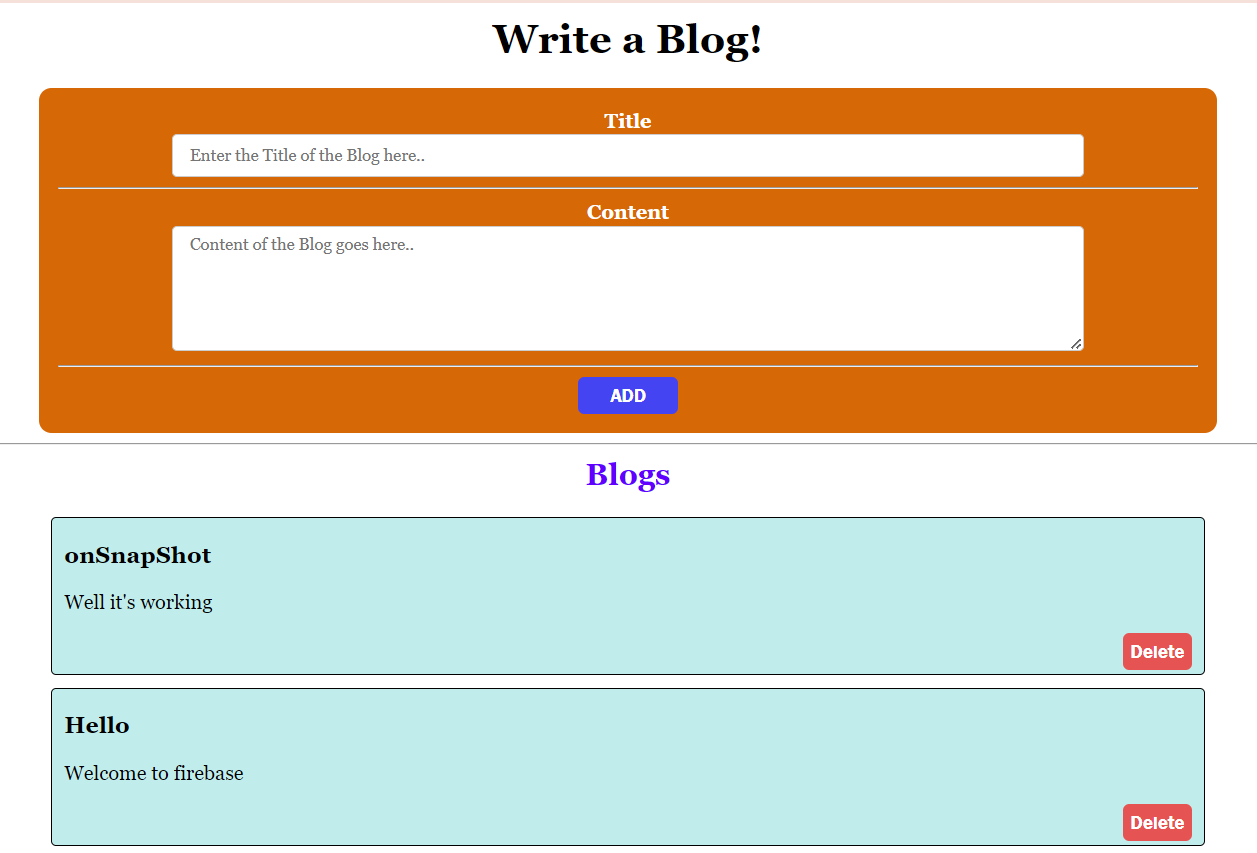 Write a Blog!
Title
Enter the Title of the Blog here..
Content
Content of the Blog goes here..
ADD
Blogs
onSnapShot
Well it's working
Delete
Hello
Welcome to firebase
Delete